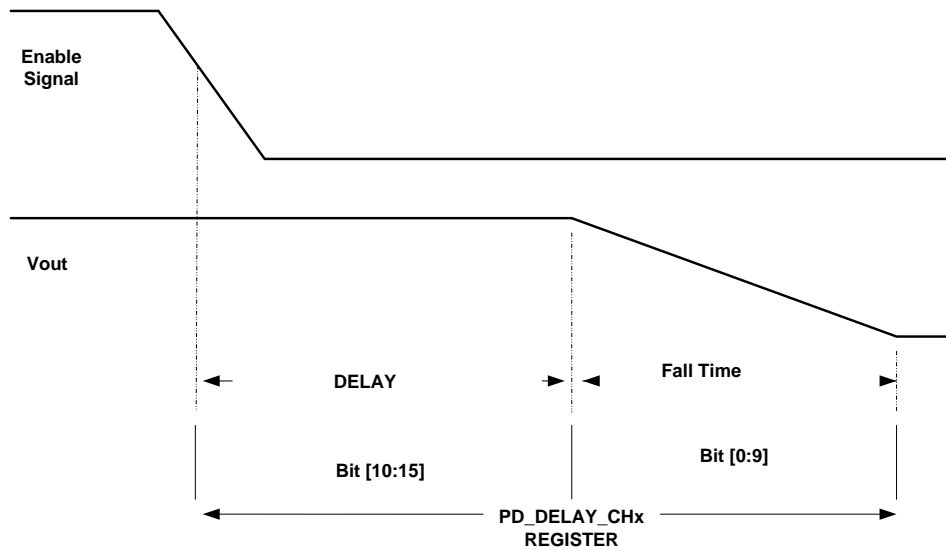 Enable
Signal
Vout
DELAY
Fall Time
Bit [10:15]
Bit [0:9]
PD_DELAY_CHx
REGISTER